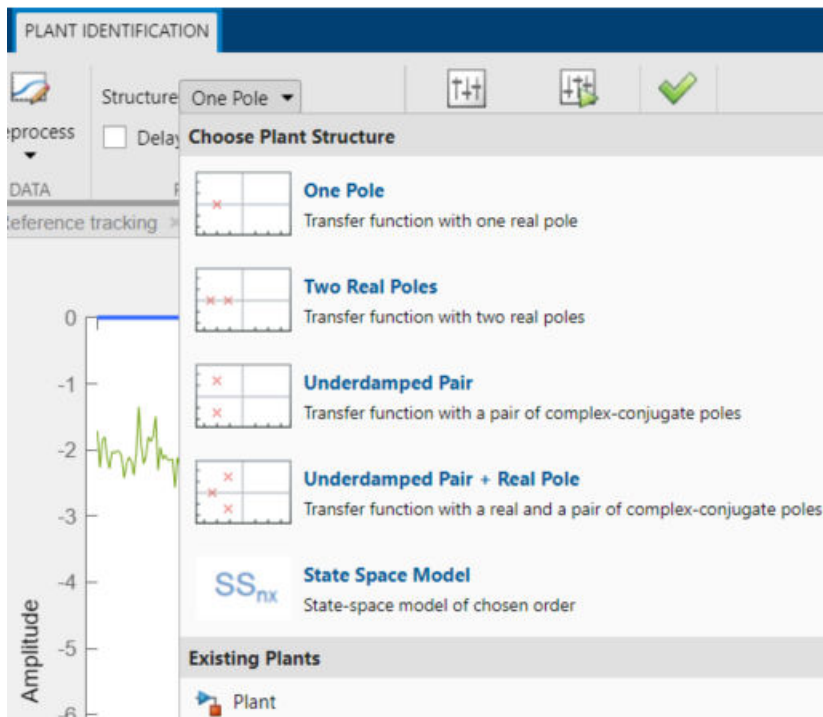 PLANT IDENTIFICATION
Structure One Pole
Delay
DATA
tracking
Choose Plant Structure
One Pole
Transfer function with one real pole
Two Real Poles
Transfer function with two real poles
Underdamped Pair
Transfer function with a pair of complex-conjugate poles
Underdamped Pair + Real Pole
Transfer function with a real and a pair of complex-conjugate poles
SSnx
State Space Model
State-space model of chosen order
Existing Plants
Plant
0
-1
-2
-3
-4
-5
-6
Amplitude